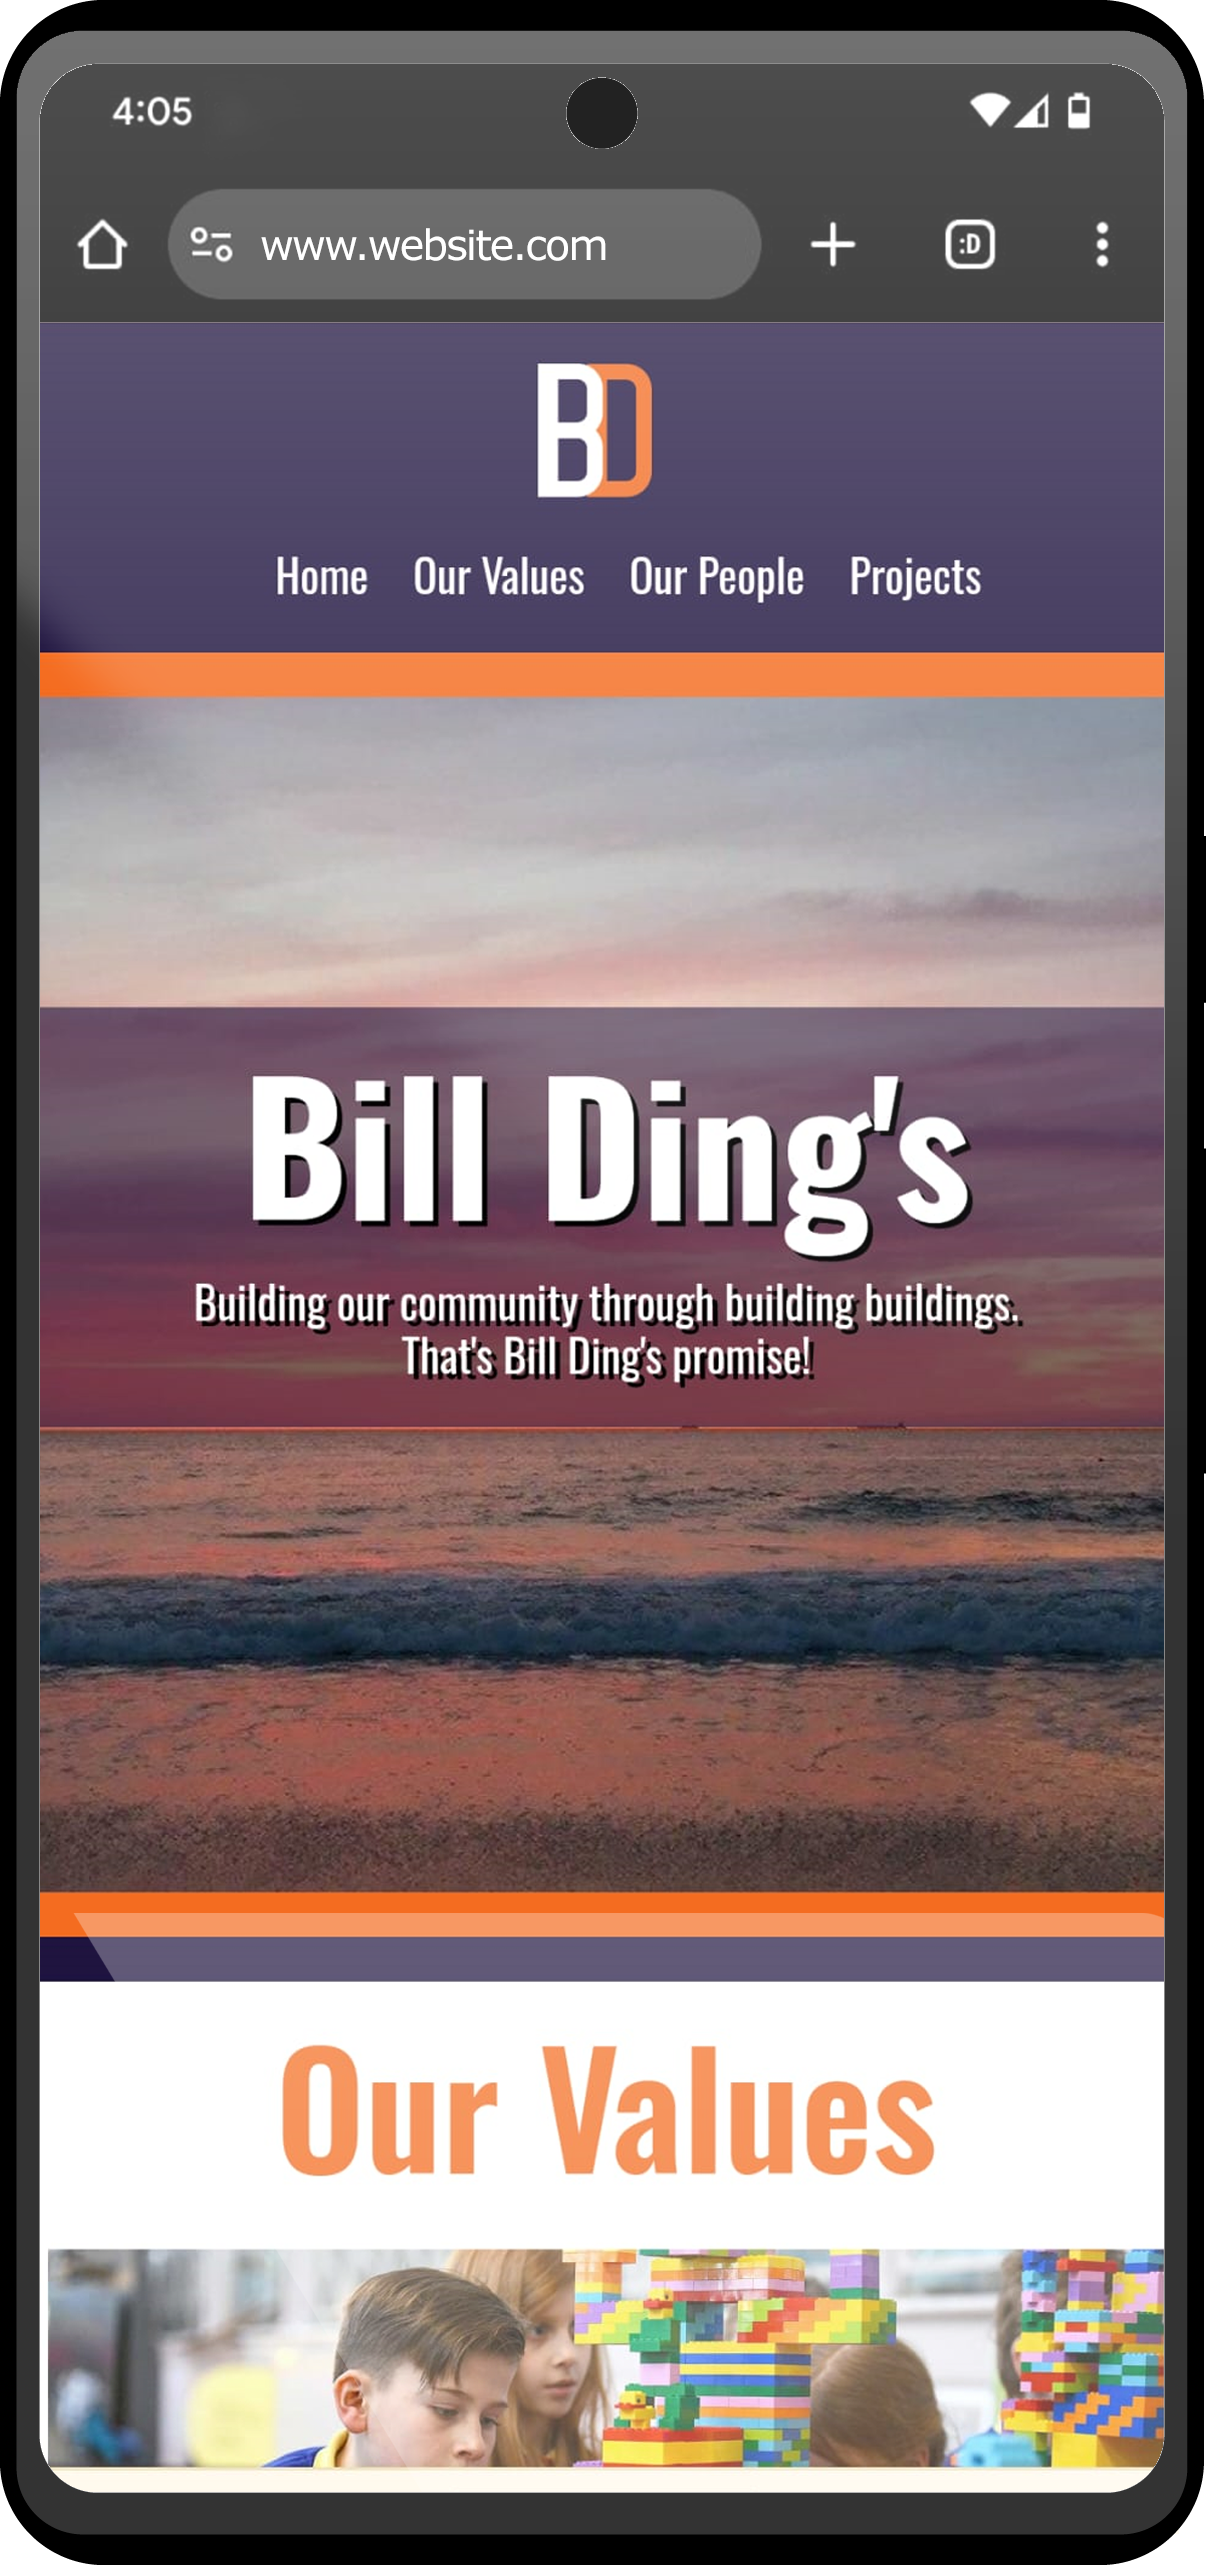 4:05
www.website.com
:D
BD
Home Our Values Our People Projects
Bill Ding's
Building our community through building buildings.
That's Bill Ding's promise!
Our Values